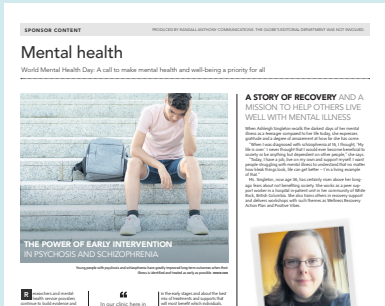 SPONSOR CONTENT
PRODUCED BY RANDALL ANTHONY COMMUNICATIONS. THE GLOBE'S EDITORIAL DEPARTMENT WAS NOT INVOLVED.
Mental health
World Mental Health Day: A call to make mental health and well-being a priority for all
THE POWER OF EARLY INTERVENTION
IN PSYCHOSIS AND SCHIZOPHRENIA
Young people with psychosis and schizophrenia have greatly improved long-term outcomes when their
illness is identified and treated as early as possible.
Researchers and mental
health service providers
continue to build evidence and
“
In our clinic here in
in the early stages and about the best
mix of treatments and supports that
will most benefit which individuals.
A STORY OF RECOVERY AND A
MISSION TO HELP OTHERS LIVE
WELL WITH MENTAL ILLNESS
When Ashleigh Singleton recalls the darkest days of her mental
illness as a teenager compared to her life today, she expresses
gratitude and a degree of amazement at how far she has come.
"When I was diagnosed with schizophrenia at 16, I thought, 'My
life is over.' I never thought that I would ever become beneficial to
society or be anything but dependent on other people," she says.
"Today, I have a job, live on my own and support myself. I want
people struggling with mental illness to understand that no matter
how bleak things look, life can get better – I'm a living example
of that."
Ms. Singleton, now age 36, has certainly risen above her long-
ago fears about not benefiting society. She works as a peer sup-
port worker in a hospital in-patient unit in her community of White
Rock, British Columbia. She also trains others in recovery support
and delivers workshops with such themes as Wellness Recovery
Action Plan and Positive Voices.